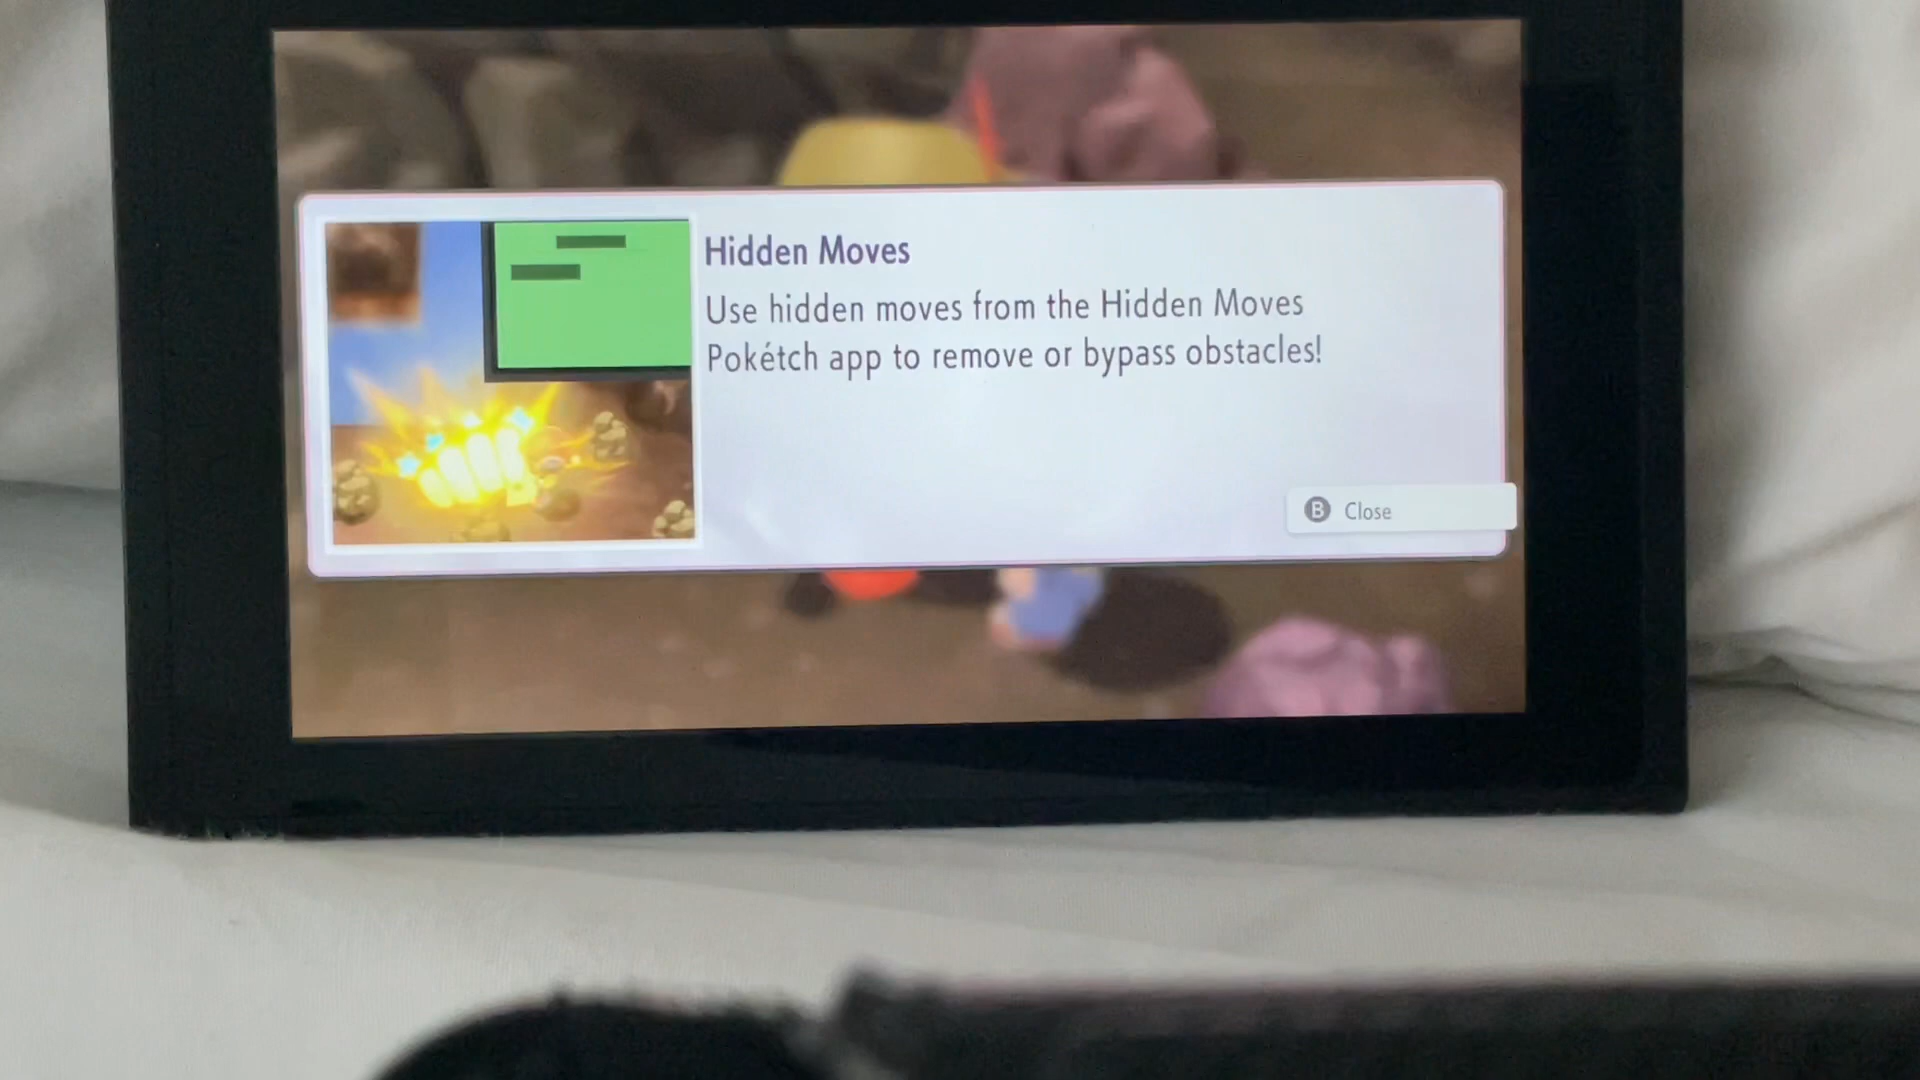 Hidden Moves
Use hidden moves from the Hidden Moves
Pokétch app to remove or bypass obstacles!
B Close